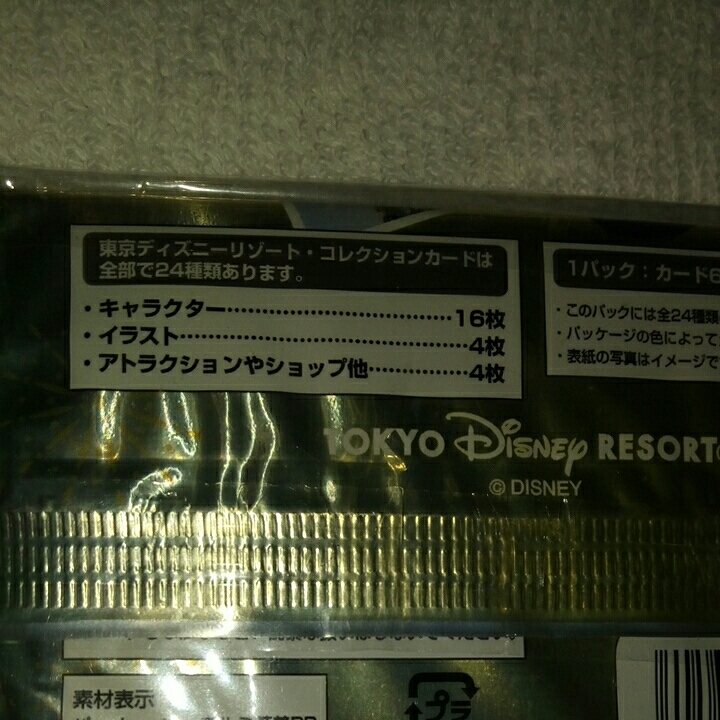 東京ディズニーリゾート・コレクションカードは
全部で24種類あります。
・キャラクター……………………………16枚
・イラスト…………………………………4枚
・アトラクションやショップ他…………4枚
1パック：カード6
・このパックには全24種類
・パッケージの色によって
・表紙の写真はイメージで
TOKYO Disney RESORT
© DISNEY
素材表示
プラ